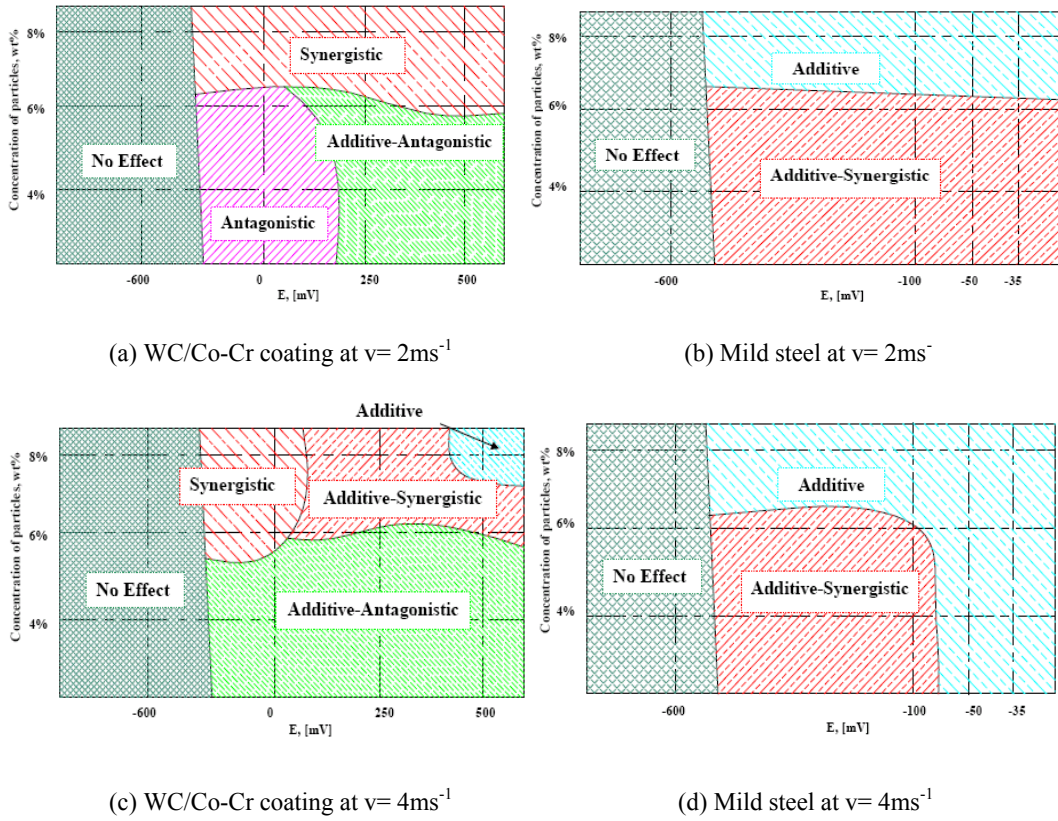 Concentration of particles, wt%
8%
6%
4%
Synergistic
Additive-Antagonistic
No Effect
Antagonistic
-600
0
250
500
E, [mV]
(a) WC/Co-Cr coating at v= 2ms-1
Concentration of particles, wt%
8%
6%
4%
Additive
No Effect
Additive-Synergistic
-600
-100
-50
-35
E, [mV]
(b) Mild steel at v= 2ms-
Concentration of particles, wt%
8%
6%
4%
Additive
Synergistic
Additive-Synergistic
No Effect
Additive-Antagonistic
-600
0
250
500
E, [mV]
(c) WC/Co-Cr coating at v= 4ms-1
Concentration of particles, wt%
8%
6%
4%
Additive
No Effect
Additive-Synergistic
-600
-100
-50
-35
E, [mV]
(d) Mild steel at v= 4ms-1